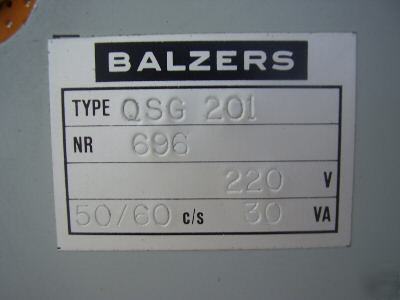 BALZERS
TYPE QSG 201
NR 696
220 V
50/60 c/s 30 VA